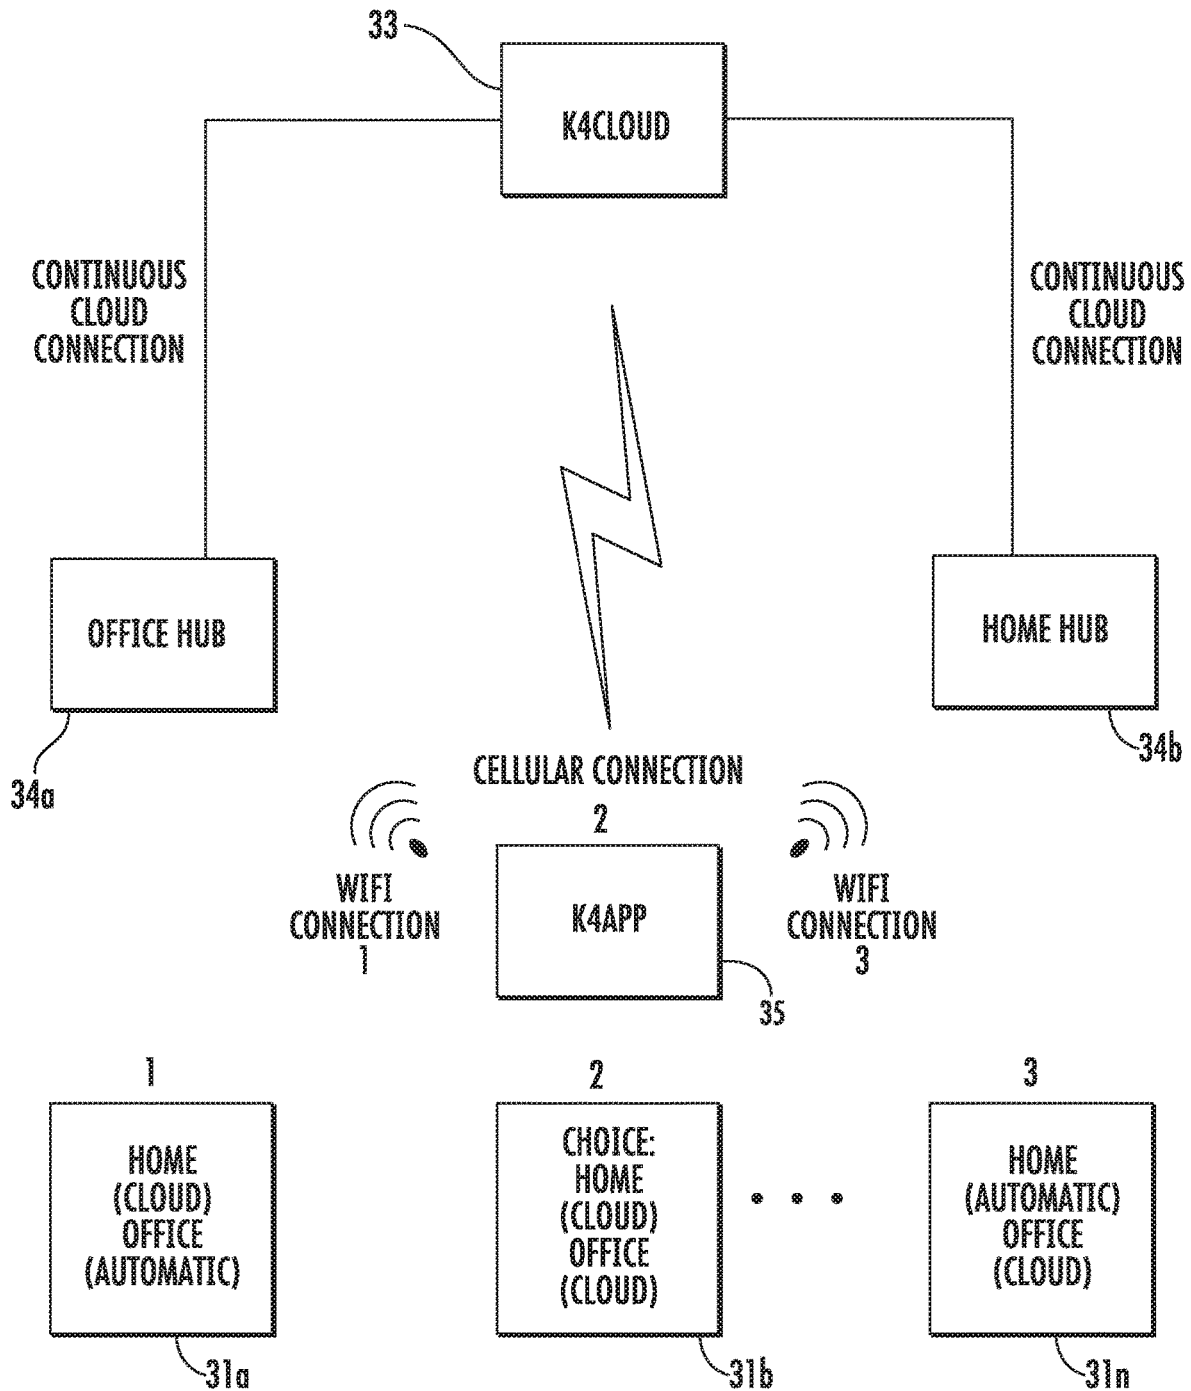 33
K4CLOUD
CONTINUOUS
CLOUD
CONNECTION
CONTINUOUS
CLOUD
CONNECTION
OFFICE HUB
HOME HUB
34a
34b
CELLULAR CONNECTION
2
WIFI
CONNECTION
1
K4APP
WIFI
CONNECTION
3
35
1
HOME
(CLOUD)
OFFICE
(AUTOMATIC)
31a
2
CHOICE:
HOME
(CLOUD)
OFFICE
(CLOUD)
31b
3
HOME
(AUTOMATIC)
OFFICE
(CLOUD)
31n